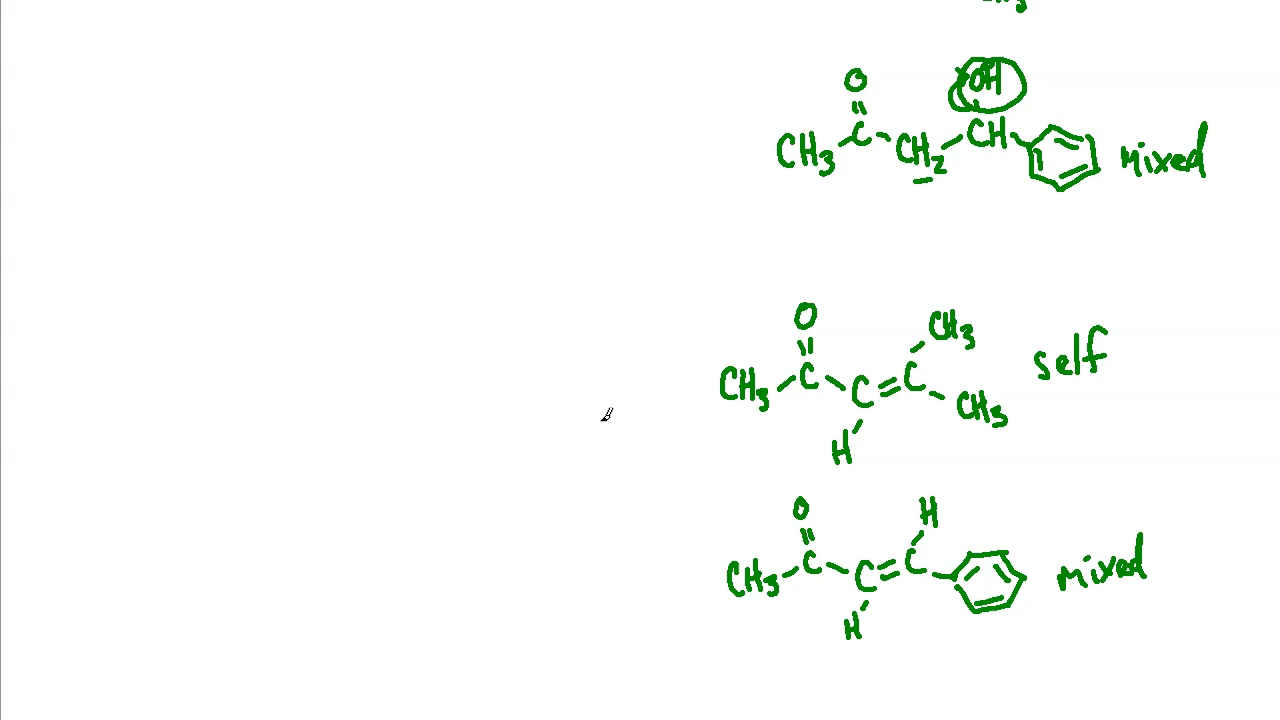 O OH
CH3 C CH2 CH mixed
O CH3
CH3 C C = C self
CH3
H
O H
CH3 C C = C mixed
H